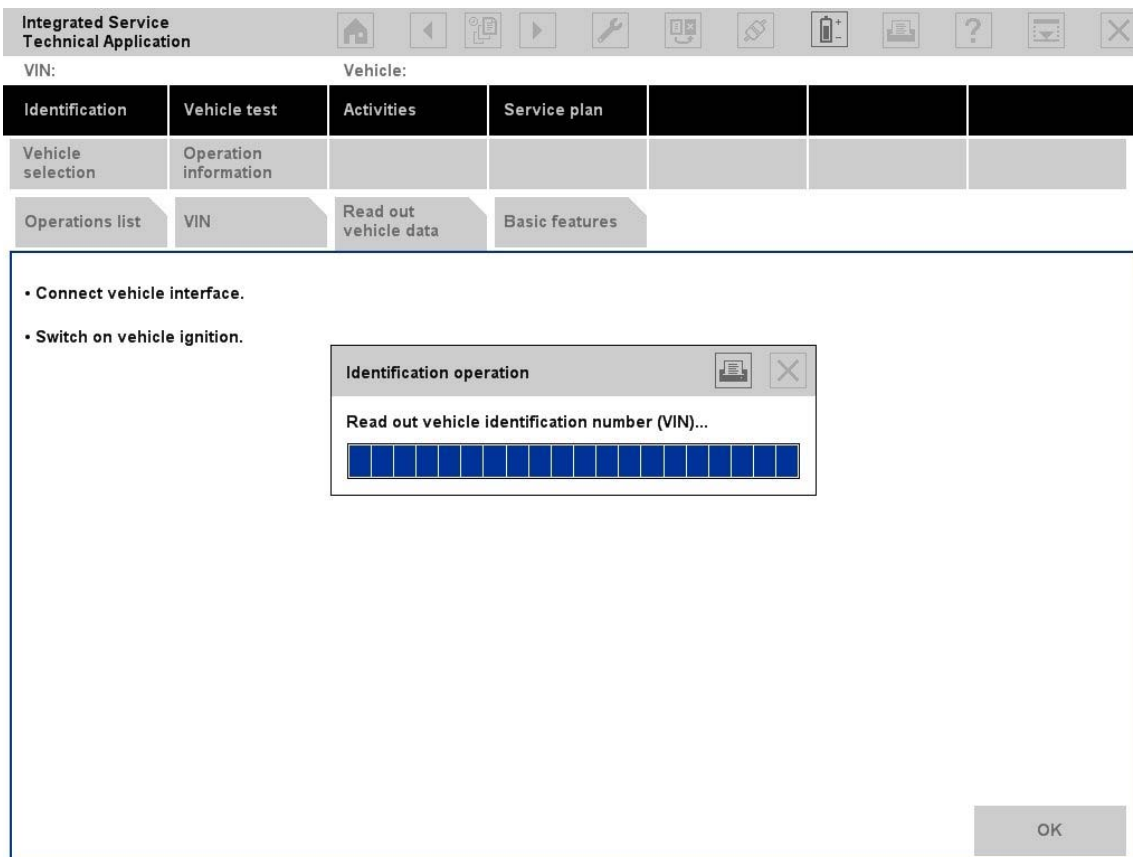 Integrated Service
Technical Application
VIN:
Vehicle:
Identification
Vehicle test
Activities
Service plan
Vehicle
selection
Operation
information
Operations list
VIN
Read out
vehicle data
Basic features
• Connect vehicle interface.
• Switch on vehicle ignition.
Identification operation
Read out vehicle identification number (VIN)...
OK